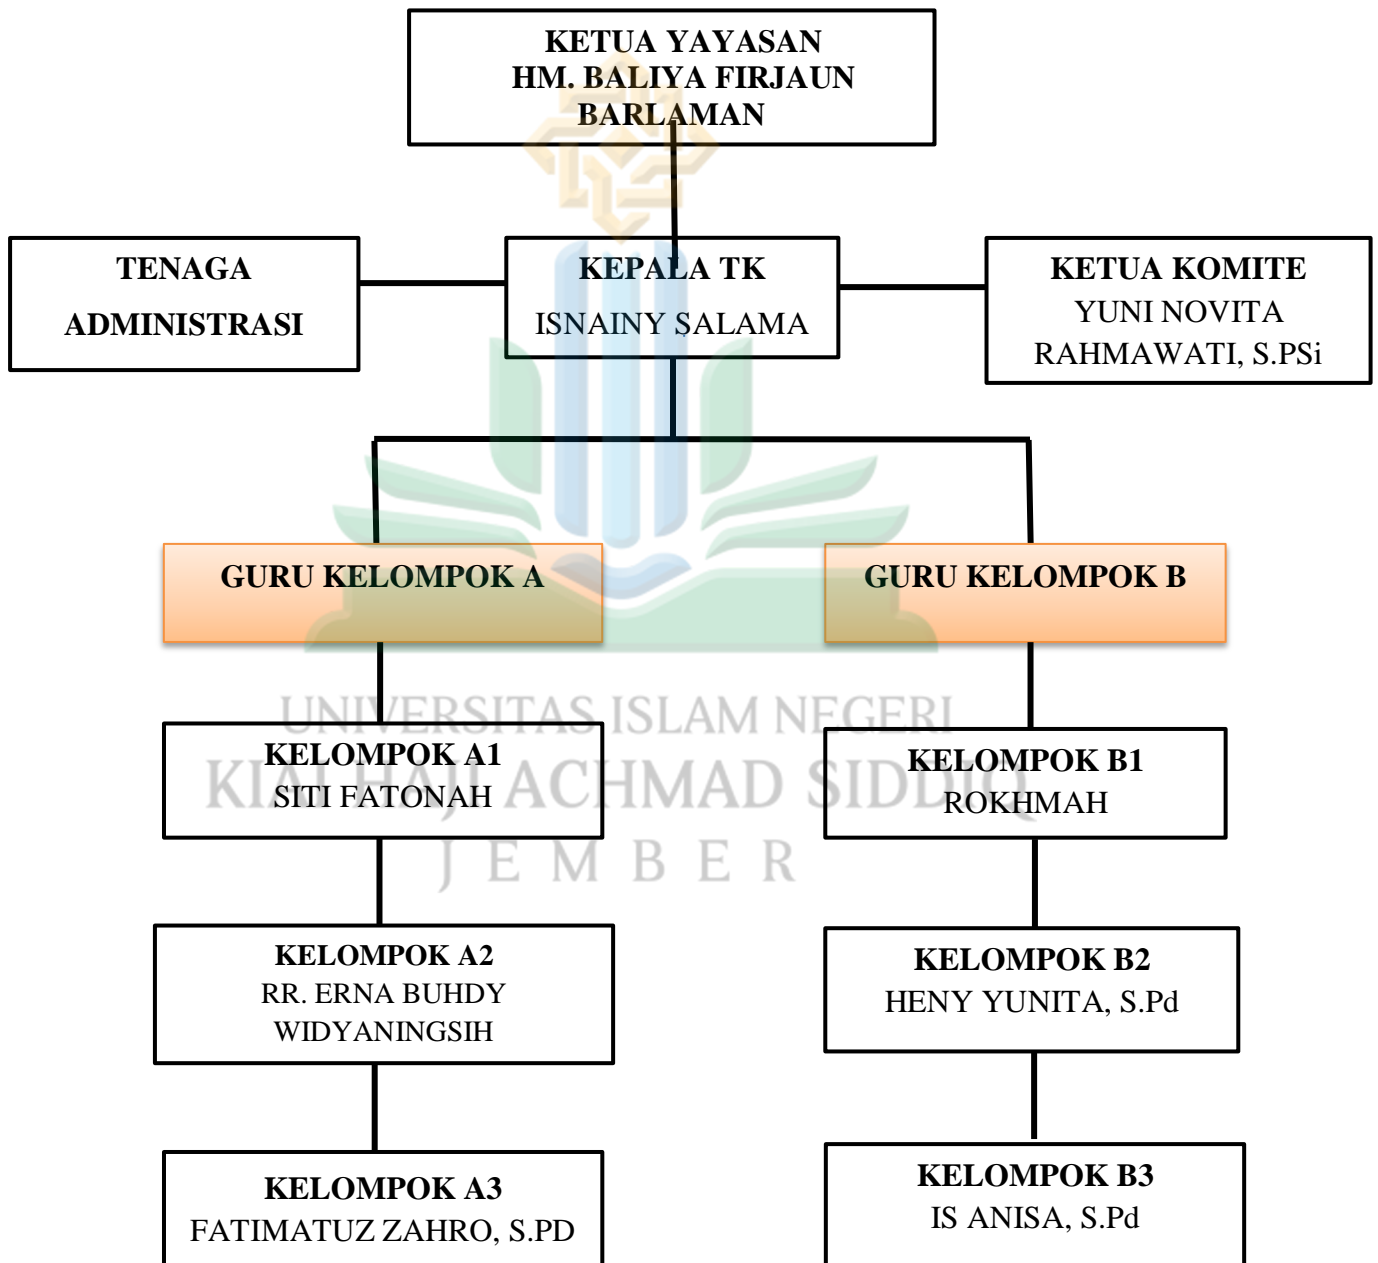 KETUA YAYASAN
HM. BALIYA FIRJAUN
BARLAMAN
TENAGA
ADMINISTRASI
KEPALA TK
ISNAINY SALAMA
KETUA KOMITE
YUNI NOVITA
RAHMAWATI, S.PSi
GURU KELOMPOK A
GURU KELOMPOK B
UNIVERSITAS ISLAM NEGERI
KIAI HAJI ACHMAD SIDDIQ
JEMBER
KELOMPOK A1
SITI FATONAH
KELOMPOK B1
ROKHMAH
KELOMPOK A2
RR. ERNA BUHDY
WIDYANINGSIH
KELOMPOK B2
HENY YUNITA, S.Pd
KELOMPOK A3
FATIMATUZ ZAHRO, S.PD
KELOMPOK B3
IS ANISA, S.Pd